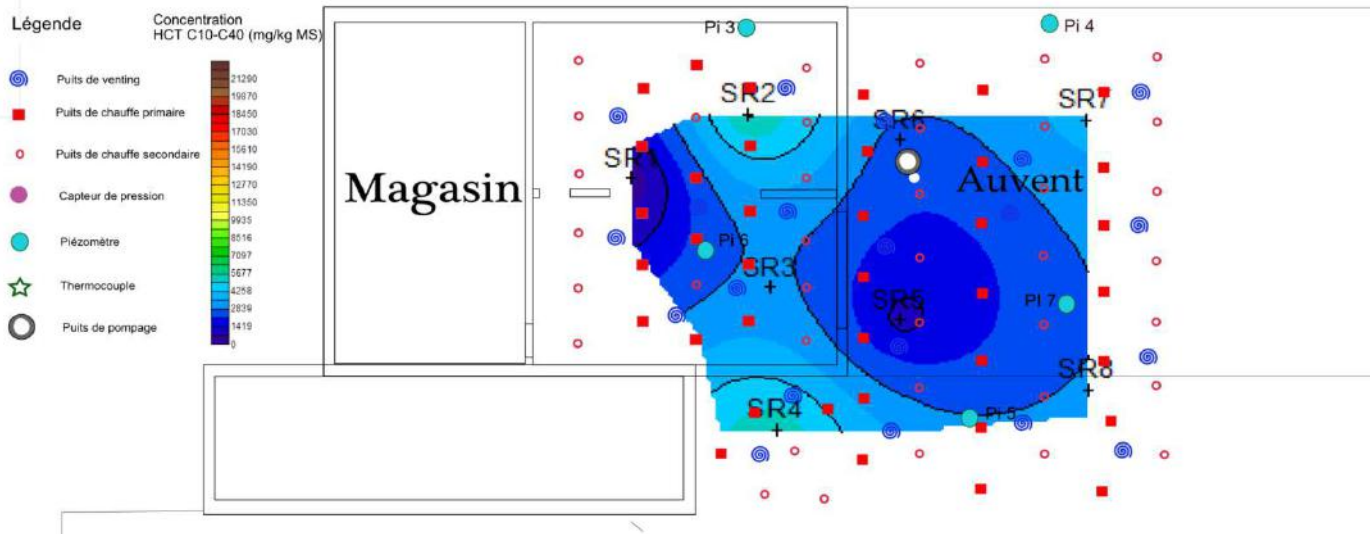 Légende
Concentration
HCT C10-C40 (mg/kg MS)
Puits de venting
Puits de chauffe primaire
Puits de chauffe secondaire
Capteur de pression
Piézomètre
Thermocouple
Puits de pompage
21290
19870
18450
17030
15610
14190
12770
11350
9935
8516
7097
5677
4258
2839
1419
0
Pi 3
Pi 4
SR2
SR6
SR7
SR1
Magasin
Auvent
Pi 6
SR3
SR5
PI 7
SR8
SR4
Pi 5